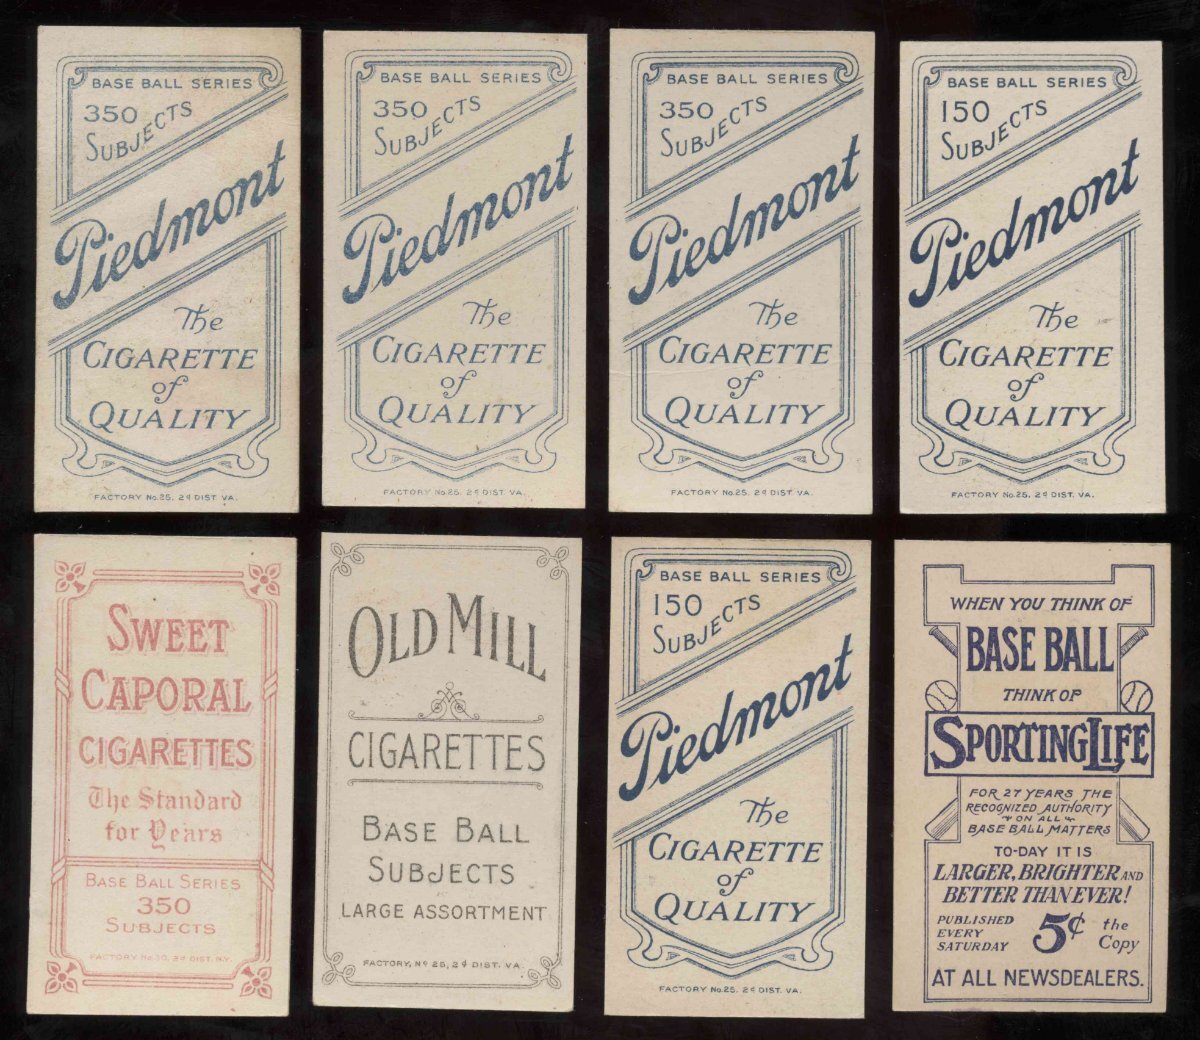 BASE BALL SERIES
350
SUBJECTS
Piedmont
The
CIGARETTE
of
QUALITY
FACTORY No.25, 2d DIST. VA.
BASE BALL SERIES
350
SUBJECTS
Piedmont
The
CIGARETTE
of
QUALITY
FACTORY No.25, 2d DIST. VA.
BASE BALL SERIES
350
SUBJECTS
Piedmont
The
CIGARETTE
of
QUALITY
FACTORY No.25, 2d DIST. VA.
BASE BALL SERIES
150
SUBJECTS
Piedmont
The
CIGARETTE
of
QUALITY
FACTORY No.25, 2d DIST. VA.
SWEET
CAPORAL
CIGARETTES
The Standard
for Years
BASE BALL SERIES
350
SUBJECTS
FACTORY No.30, 2d DIST. N.Y.
OLD MILL
CIGARETTES
BASE BALL
SUBJECTS
LARGE ASSORTMENT
FACTORY, No 25, 2d DIST. VA.
BASE BALL SERIES
150
SUBJECTS
Piedmont
The
CIGARETTE
of
QUALITY
FACTORY No.25, 2d DIST. VA.
WHEN YOU THINK OF
BASE BALL
THINK OF
SPORTING LIFE
FOR 27 YEARS THE
RECOGNIZED AUTHORITY
ON ALL
BASE BALL MATTERS
TO-DAY IT IS
LARGER, BRIGHTER AND
BETTER THAN EVER!
PUBLISHED
EVERY
SATURDAY
5¢
the
Copy
AT ALL NEWSDEALERS.